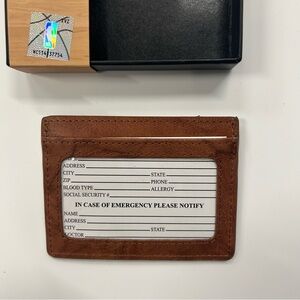 ADDRESS
CITY STATE
ZIP PHONE
BLOOD TYPE ALLERGY
SOCIAL SECURITY #
IN CASE OF EMERGENCY PLEASE NOTIFY
NAME
ADDRESS
CITY STATE
DOCTOR